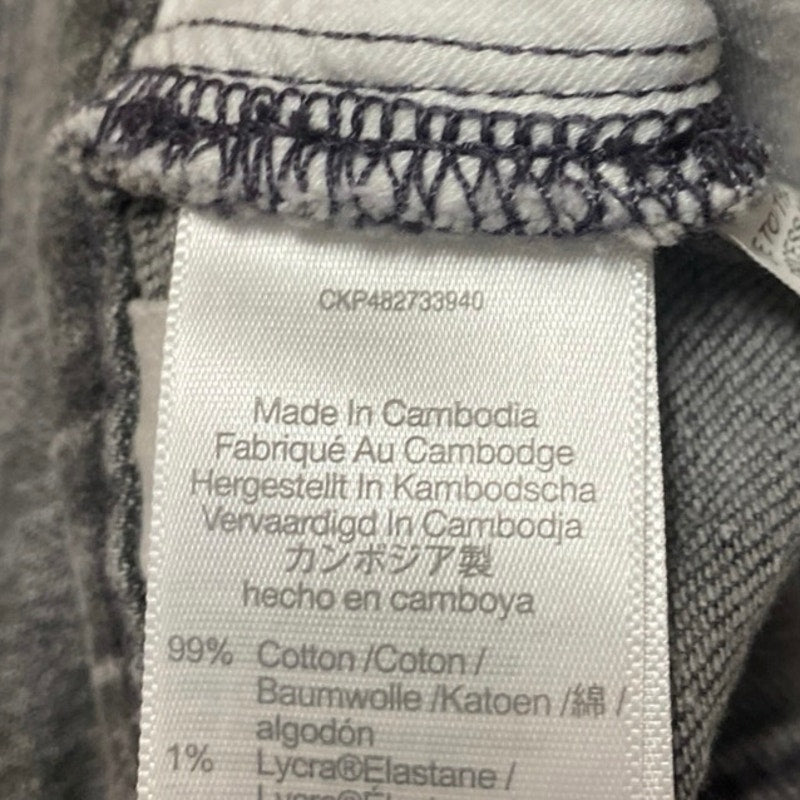 CKP482733940
Made In Cambodia
Fabriqué Au Cambodge
Hergestellt In Kambodscha
Vervaardigd In Cambodja
カンボジア製
hecho en camboya
99% Cotton /Coton /
Baumwolle /Katoen /綿 /
algodón
1% Lycra®Elastane /